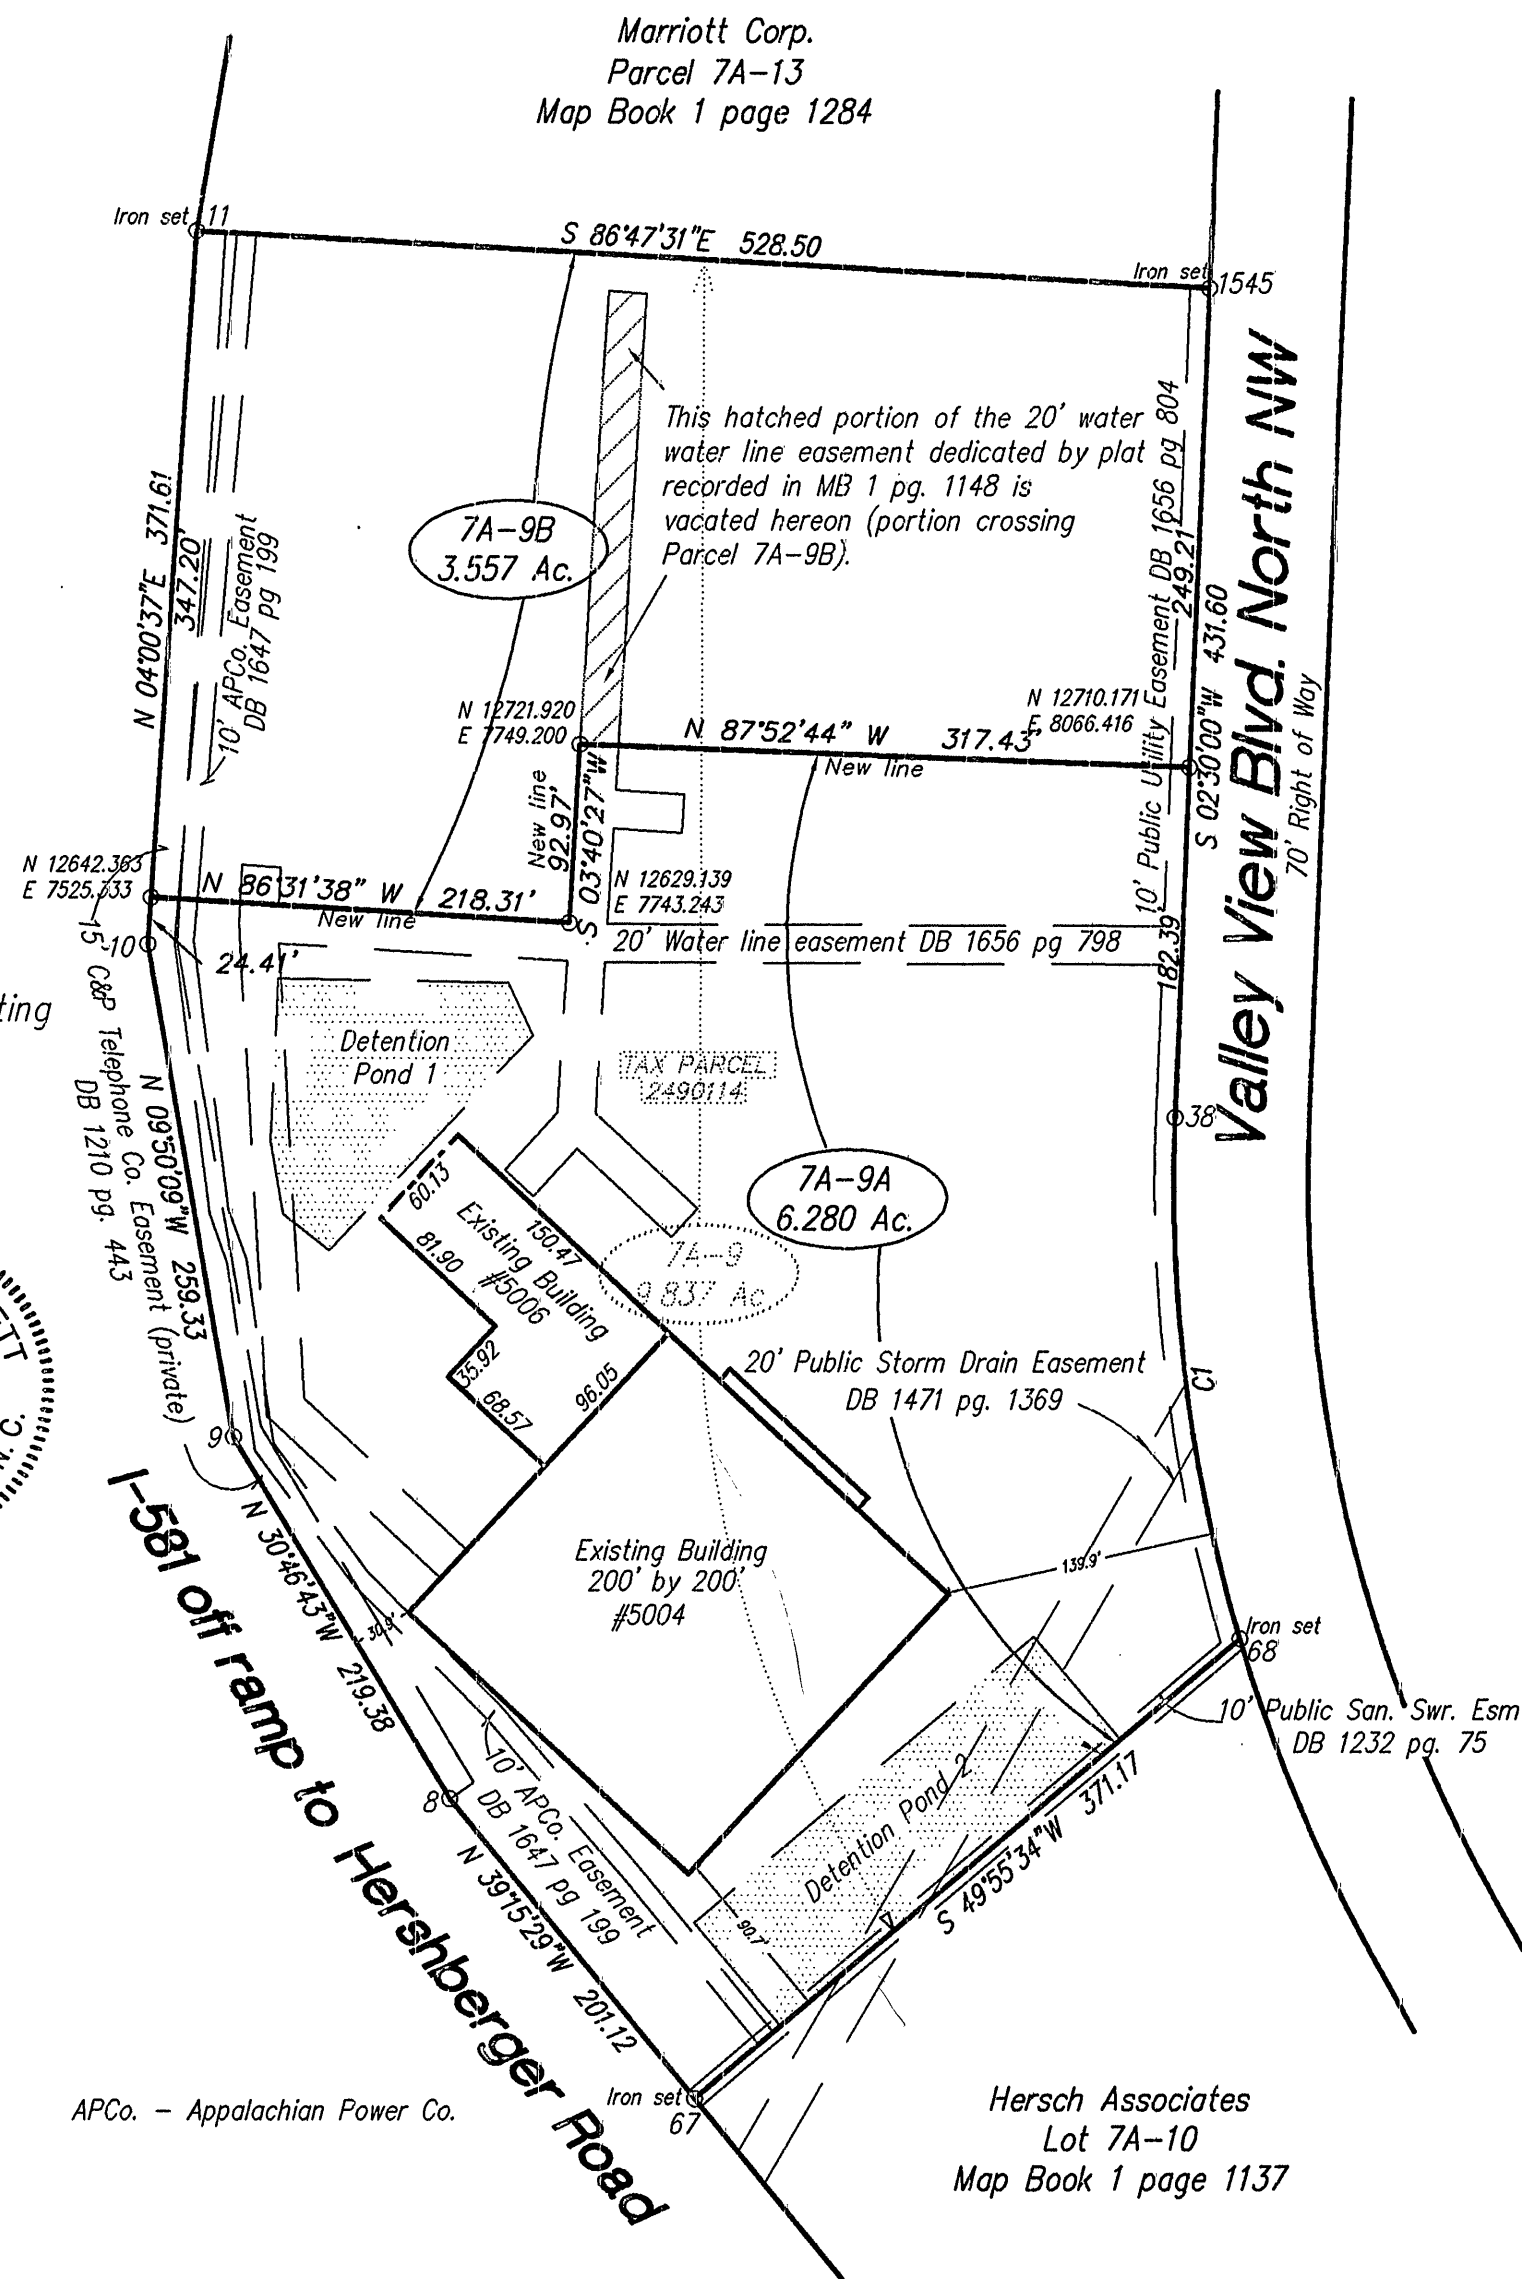 Marriott Corp.
Parcel 7A-13
Map Book 1 page 1284
Iron set 11
S 86°47'31"E 528.50
Iron set
1545
This hatched portion of the 20' water
water line easement dedicated by plat
recorded in MB 1 pg. 1148 is
vacated hereon (portion crossing
Parcel 7A-9B).
7A-9B
3.557 Ac.
N 04°00'37"E 371.61
347.20'
10' APCo. Easement
DB 1647 pg 199
10' Public Utility Easement DB 1656 pg 804
249.21'
S 02°30'00"W 431.60
Valley View Blvd. North NW
70' Right of Way
N 12721.920
E 7749.200
N 12710.171
E 8066.416
N 87°52'44" W 317.43'
New line
New line
92.97'
S 03°40'27"W
N 12642.363
E 7525.333
N 86°31'38" W 218.31'
New line
N 12629.139
E 7743.243
20' Water line easement DB 1656 pg 798
182.39'
10
24.41'
ting
15' C&P Telephone Co. Easement (private)
DB 1210 pg. 443
Detention
Pond 1
TAX PARCEL
2490114
38
N 09°50'09"W 259.33
7A-9A
6.280 Ac.
7A-9
9.837 Ac
60.13
150.47
81.90
Existing Building
#5006
35.92
68.57
96.05
20' Public Storm Drain Easement
DB 1471 pg. 1369
C1
ETT
C.
N.
9
I-581 off ramp to Hershberger Road
N 30°46'43"W 219.38
30.9'
Existing Building
200' by 200'
#5004
139.9'
Iron set
68
10' Public San. Swr. Esm
DB 1232 pg. 75
8
10' APCo. Easement
DB 1647 pg 199
Detention Pond 2
371.17
S 49°55'34"W
90.7'
N 39°15'29"W 201.12
Iron set
67
APCo. - Appalachian Power Co.
Hersch Associates
Lot 7A-10
Map Book 1 page 1137